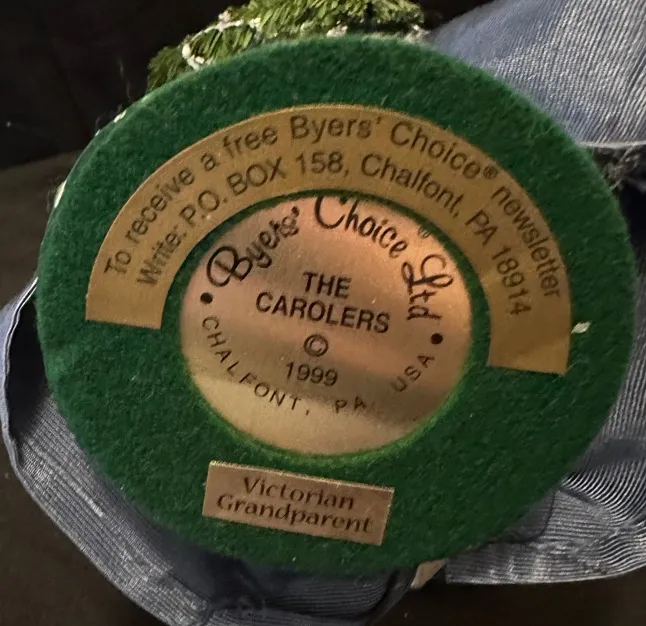 To receive a free Byers' Choice® newsletter
Write: P.O. BOX 158, Chalfont, PA 18914
Byers' Choice Ltd®
THE
CAROLERS
©
1999
• CHALFONT, PA USA •
Victorian
Grandparent